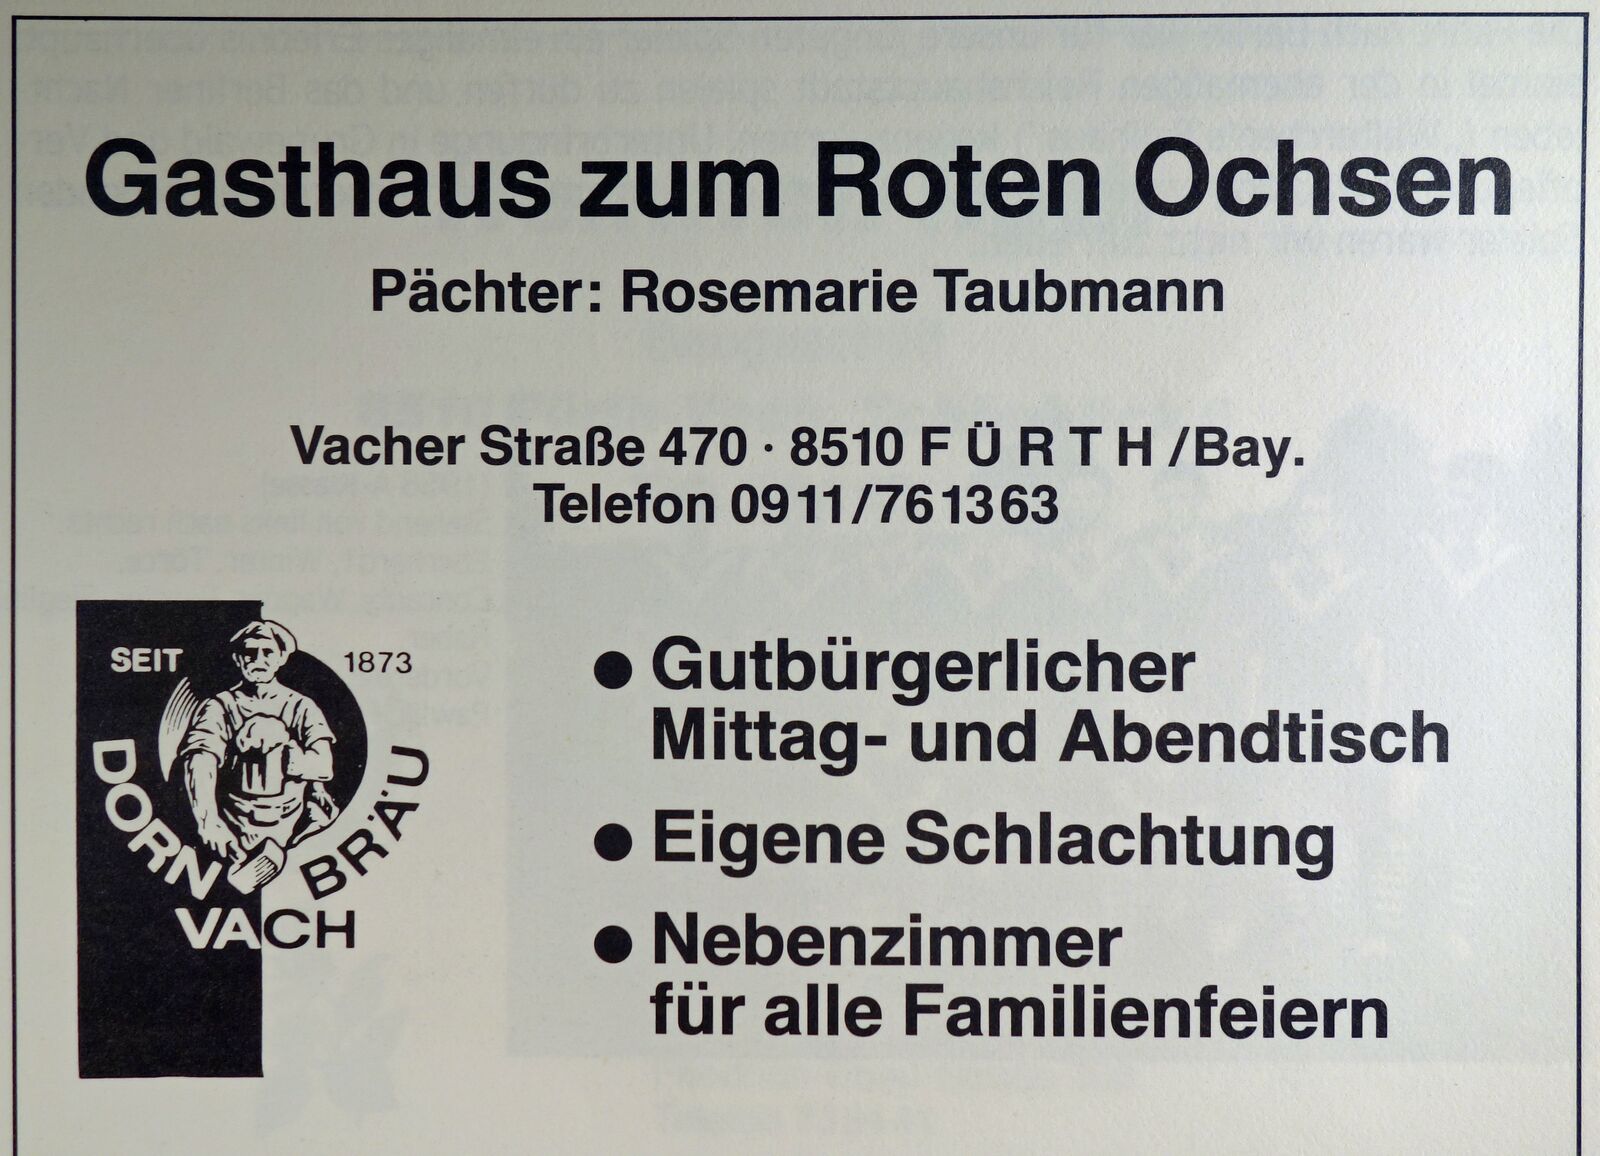 Gasthaus zum Roten Ochsen
Pächter: Rosemarie Taubmann
Vacher Straße 470 · 8510 FÜRTH/Bay.
Telefon 0911/761363
SEIT 1873
DORN BRÄU
VACH
● Gutbürgerlicher
Mittag- und Abendtisch
● Eigene Schlachtung
● Nebenzimmer
für alle Familienfeiern